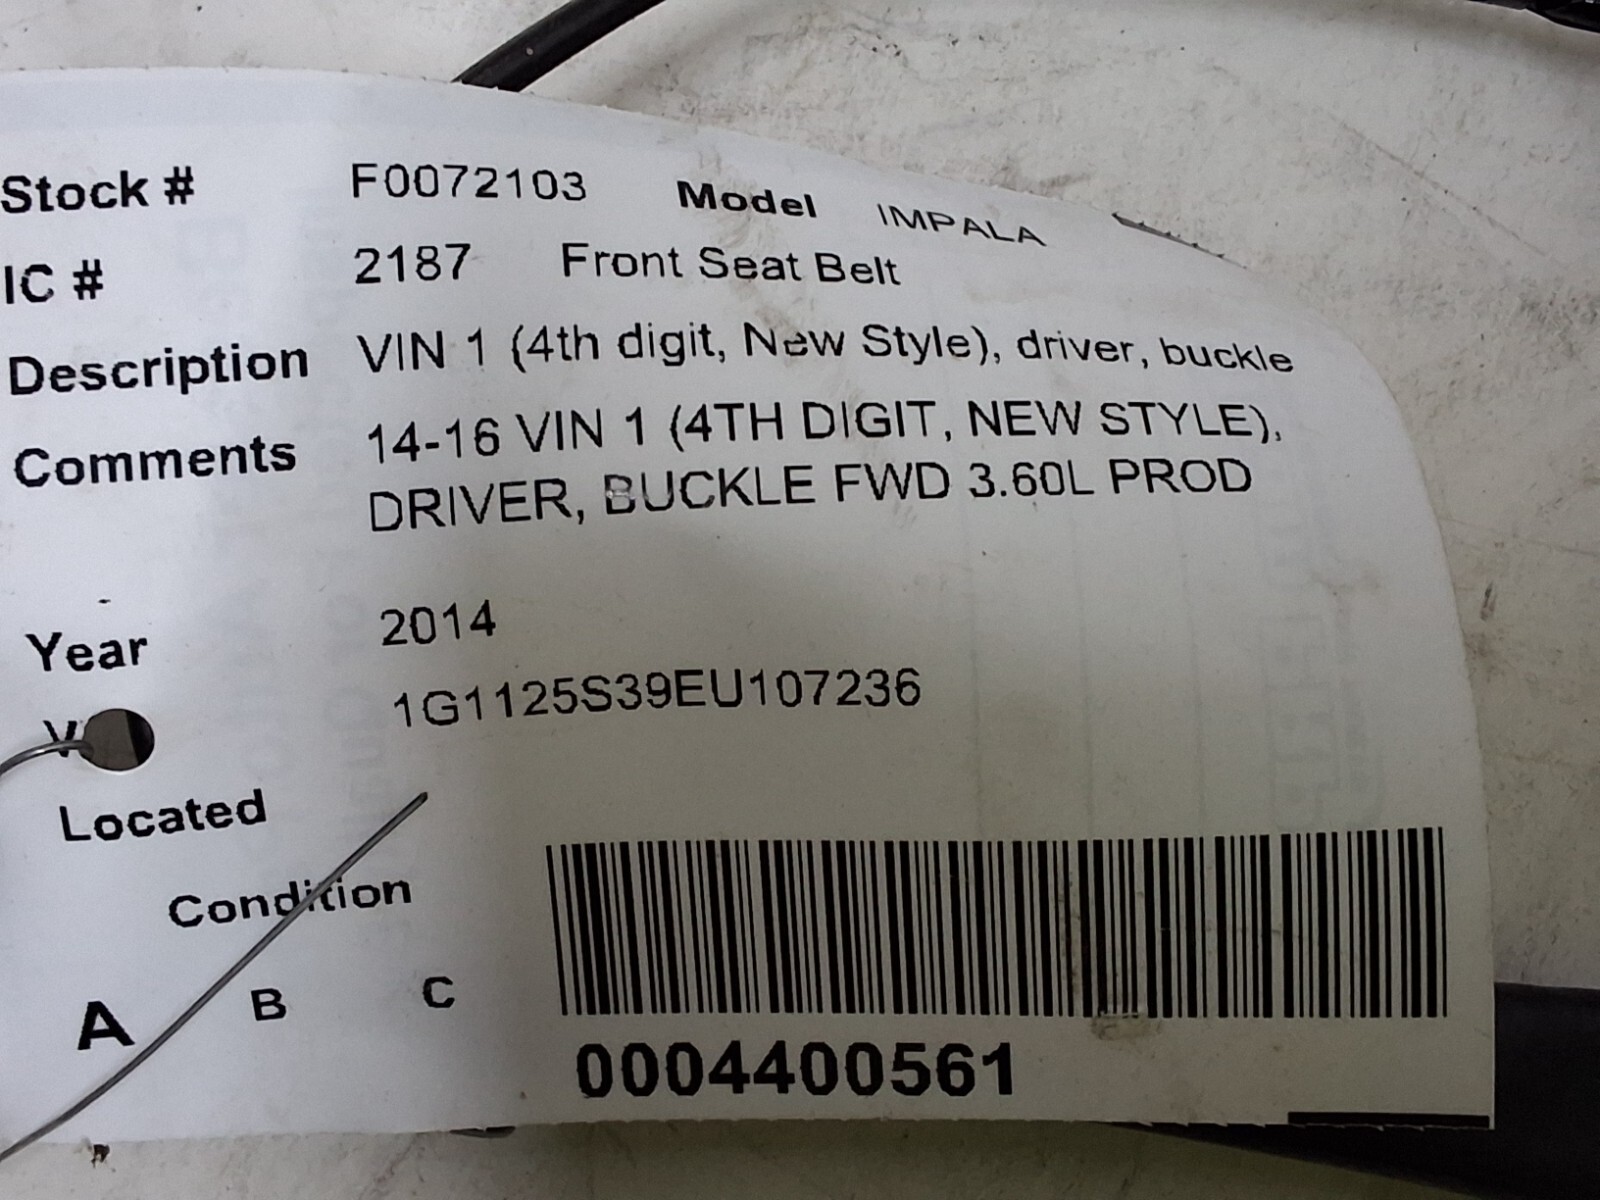 Stock # F0072103 Model IMPALA
IC # 2187 Front Seat Belt
Description VIN 1 (4th digit, New Style), driver, buckle
Comments 14-16 VIN 1 (4TH DIGIT, NEW STYLE),
DRIVER, BUCKLE FWD 3.60L PROD
Year 2014
1G1125S39EU107236
Located
Condition
A B C
0004400561